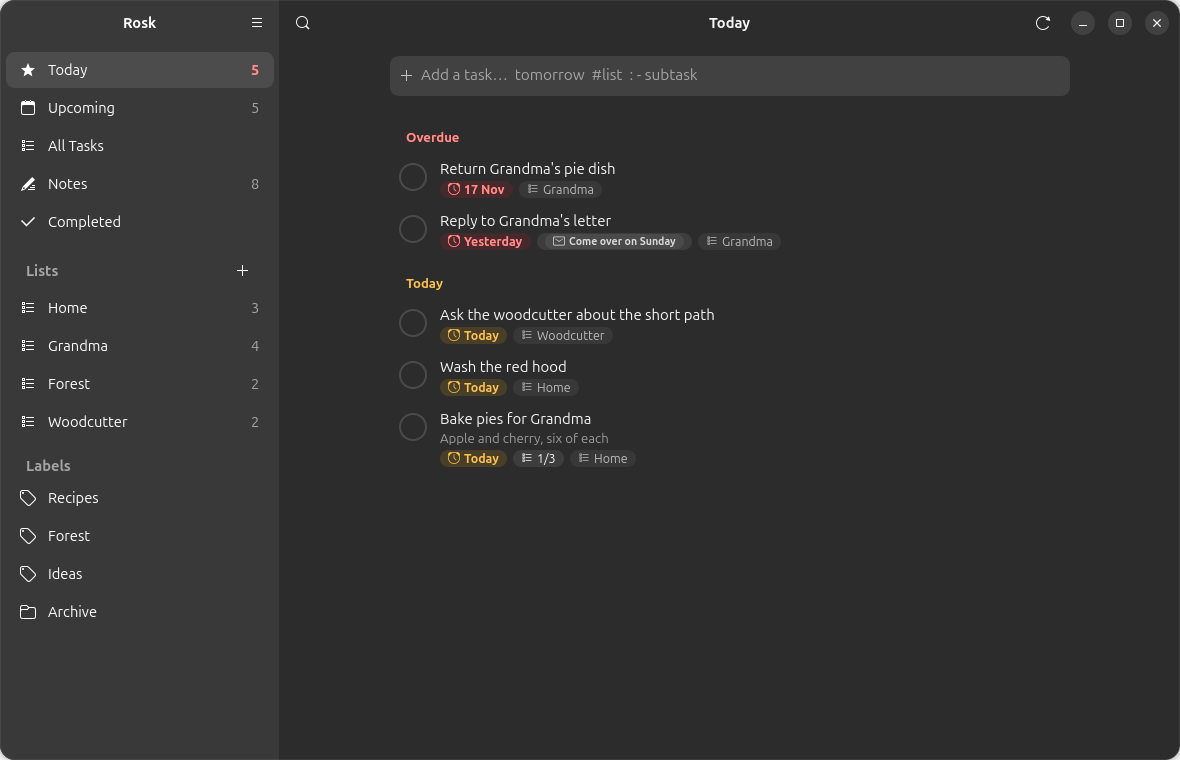 Rosk
Today 5
Upcoming 5
All Tasks
Notes 8
Completed
Lists
Home 3
Grandma 4
Forest 2
Woodcutter 2
Labels
Recipes
Forest
Ideas
Archive
Today
Add a task… tomorrow #list : - subtask
Overdue
Return Grandma's pie dish
17 Nov Grandma
Reply to Grandma's letter
Yesterday Come over on Sunday Grandma
Today
Ask the woodcutter about the short path
Today Woodcutter
Wash the red hood
Today Home
Bake pies for Grandma
Apple and cherry, six of each
Today 1/3 Home